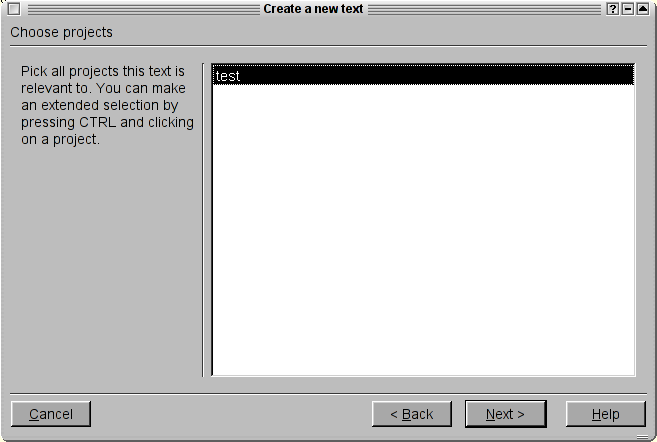 Create a new text
Choose projects
Pick all projects this text is
relevant to. You can make
an extended selection by
pressing CTRL and clicking
on a project.
test
Cancel
< Back
Next >
Help